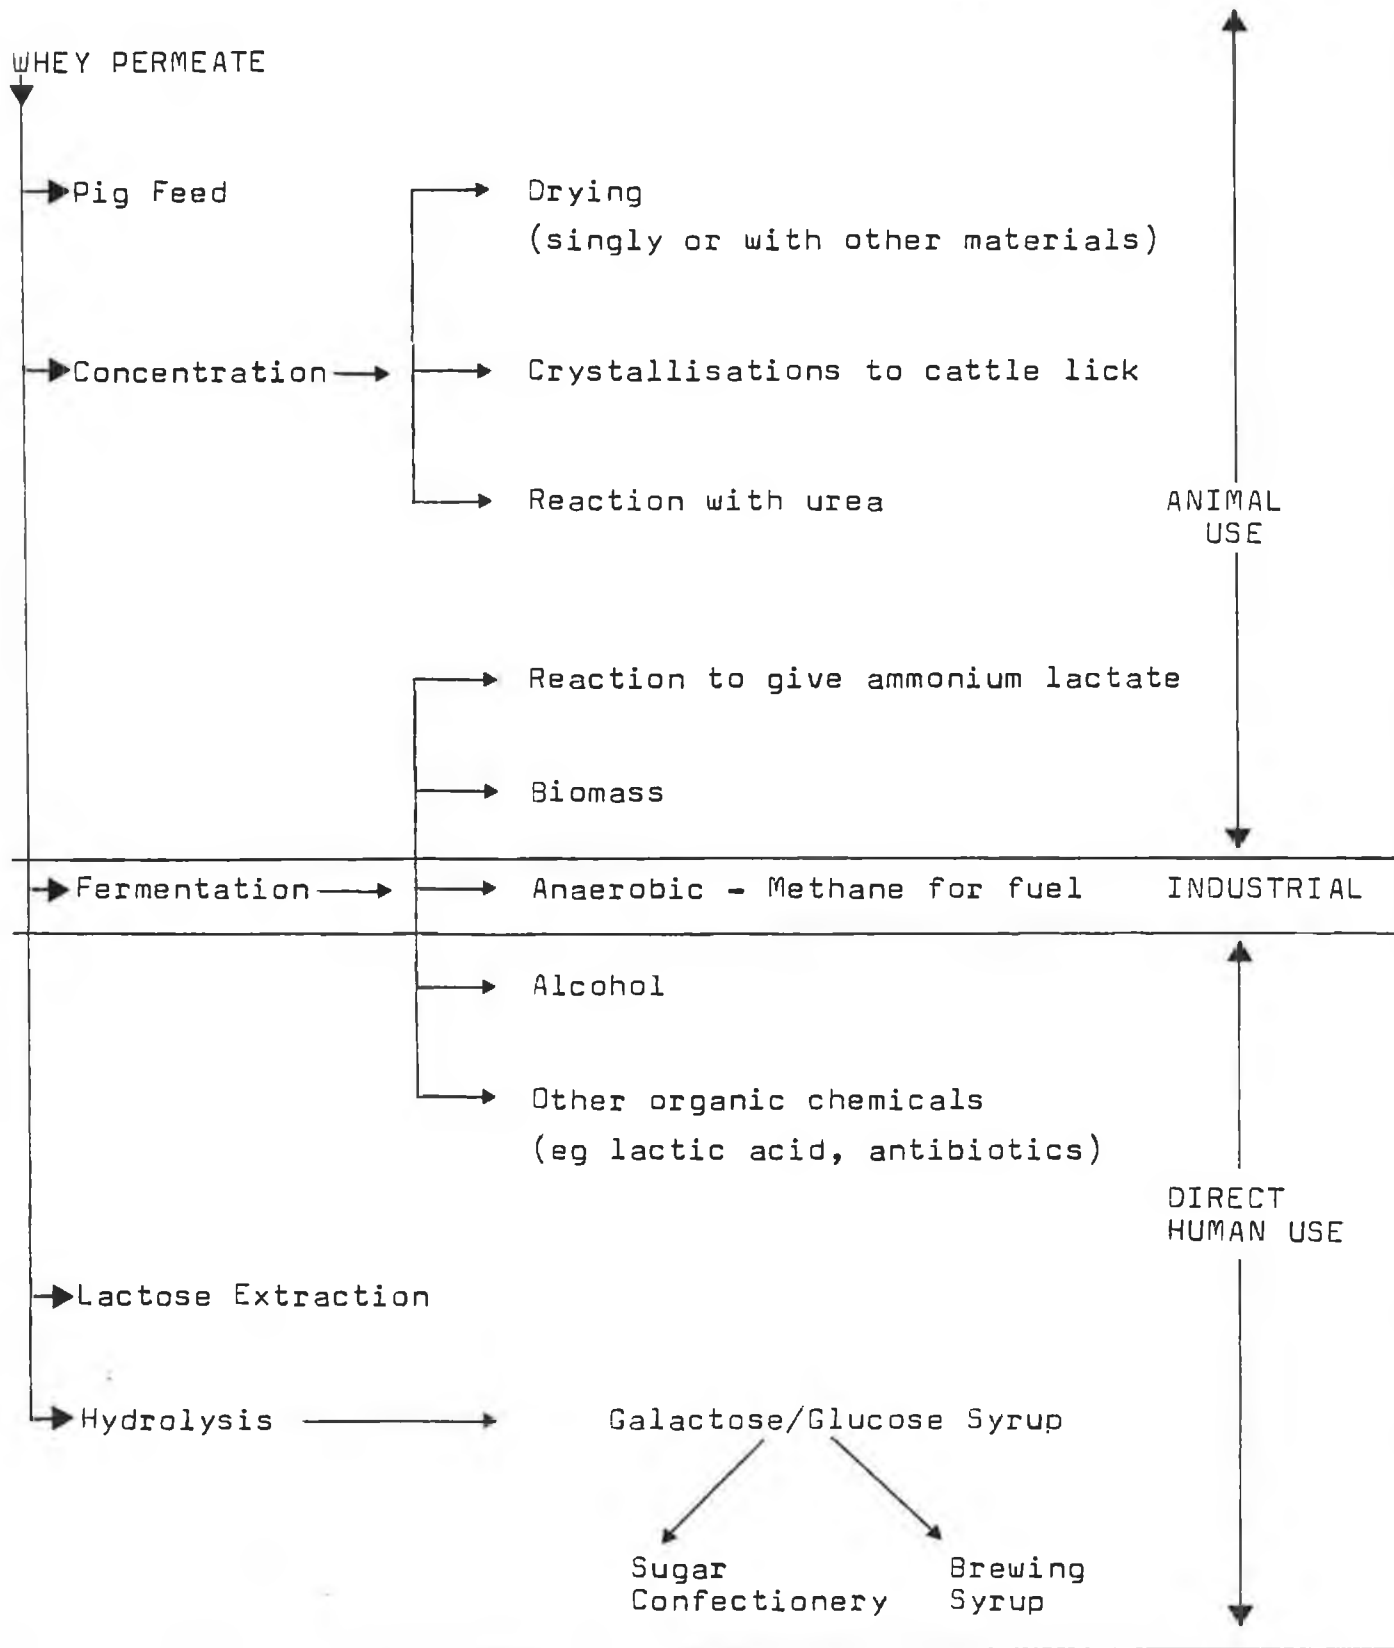 WHEY PERMEATE
Pig Feed
Drying
(singly or with other materials)
Concentration
Crystallisations to cattle lick
Reaction with urea
ANIMAL
USE
Reaction to give ammonium lactate
Biomass
Fermentation
Anaerobic - Methane for fuel
INDUSTRIAL
Alcohol
Other organic chemicals
(eg lactic acid, antibiotics)
DIRECT
HUMAN USE
Lactose Extraction
Hydrolysis
Galactose/Glucose Syrup
Sugar
Confectionery
Brewing
Syrup